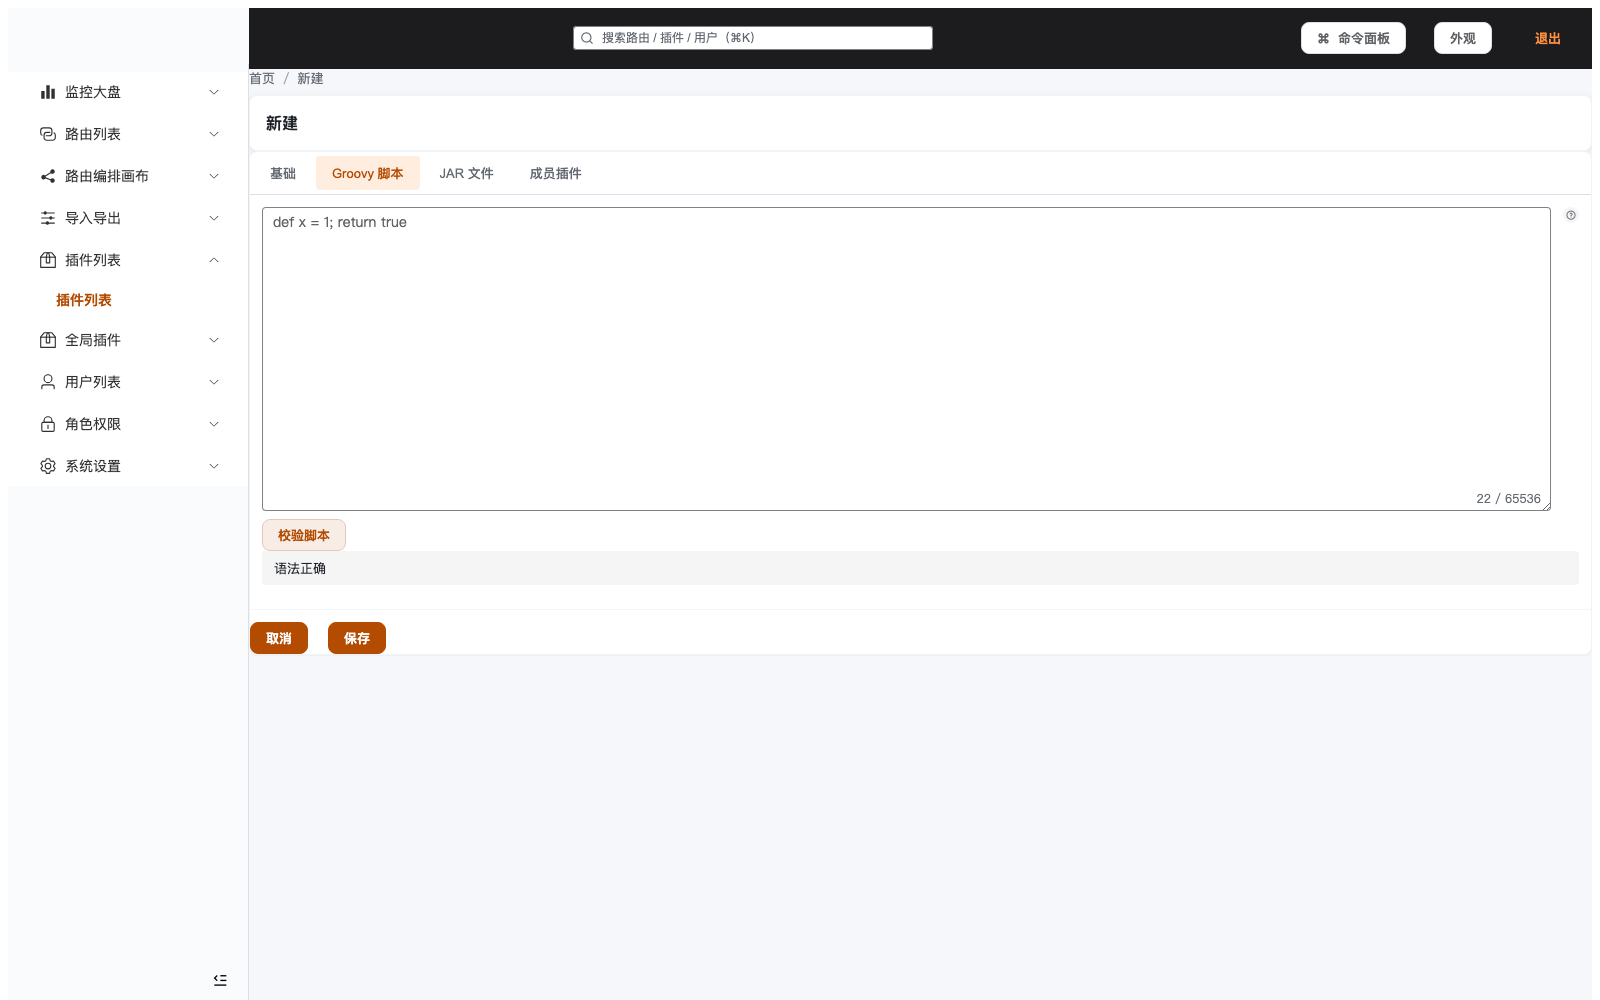 搜索路由 / 插件 / 用户（⌘K）
⌘ 命令面板
外观
退出
监控大盘
路由列表
路由编排画布
导入导出
插件列表
插件列表
全局插件
用户列表
角色权限
系统设置
首页 / 新建
新建
基础
Groovy 脚本
JAR 文件
成员插件
def x = 1; return true
22 / 65536
校验脚本
语法正确
取消
保存